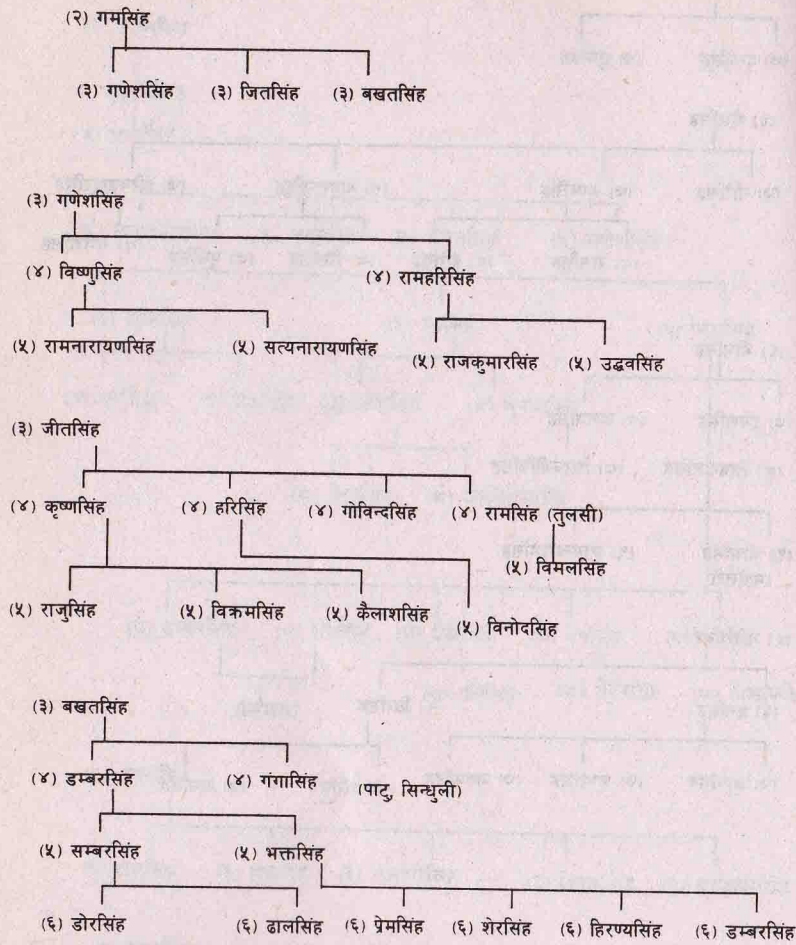 (२) गमसिंह
(३) गणेशसिंह (३) जितसिंह (३) बखतसिंह
(३) गणेशसिंह
(४) विष्णुसिंह (४) रामहरिसिंह
(५) रामनारायणसिंह (५) सत्यनारायणसिंह (५) राजकुमारसिंह (५) उद्धवसिंह
(३) जीतसिंह
(४) कृष्णसिंह (४) हरिसिंह (४) गोविन्दसिंह (४) रामसिंह (तुलसी)
(५) विमलसिंह
(५) राजुसिंह (५) विक्रमसिंह (५) कैलाशसिंह (५) विनोदसिंह
(३) बखतसिंह
(४) डम्बरसिंह (४) गंगासिंह (पाटु, सिन्धुली)
(५) सम्बरसिंह (५) भक्तसिंह
(६) डोरसिंह (६) ढालसिंह (६) प्रेमसिंह (६) शेरसिंह (६) हिरण्यसिंह (६) डम्बरसिंह